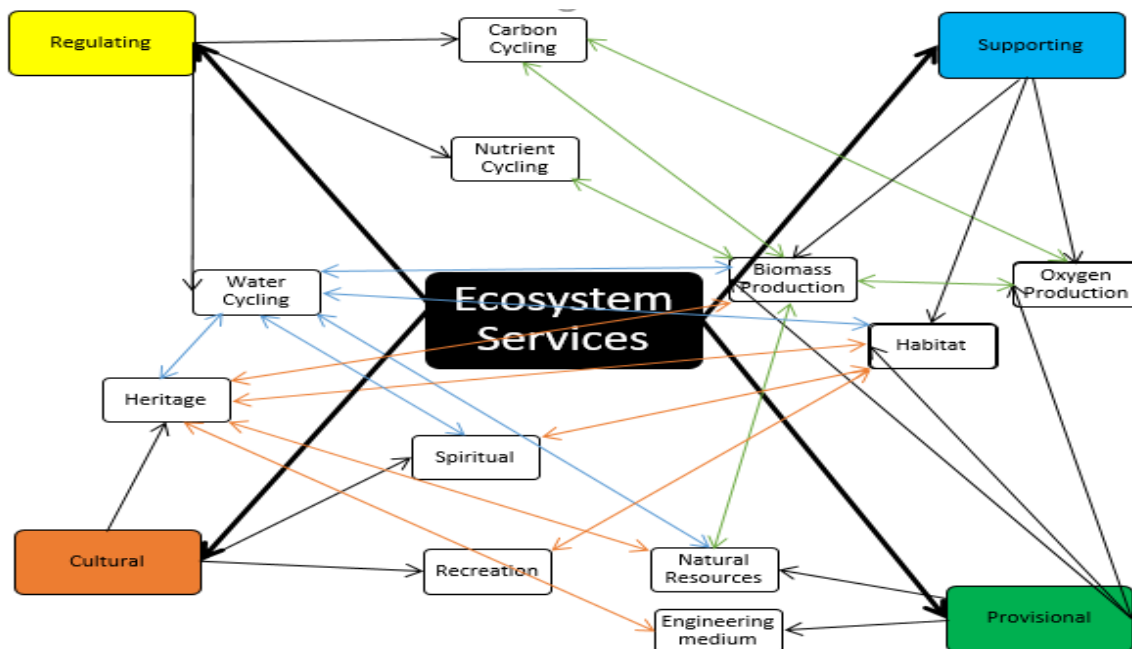 Regulating
Carbon
Cycling
Supporting
Nutrient
Cycling
Water
Cycling
Ecosystem
Services
Biomass
Production
Oxygen
Production
Habitat
Heritage
Spiritual
Cultural
Recreation
Natural
Resources
Engineering
medium
Provisional